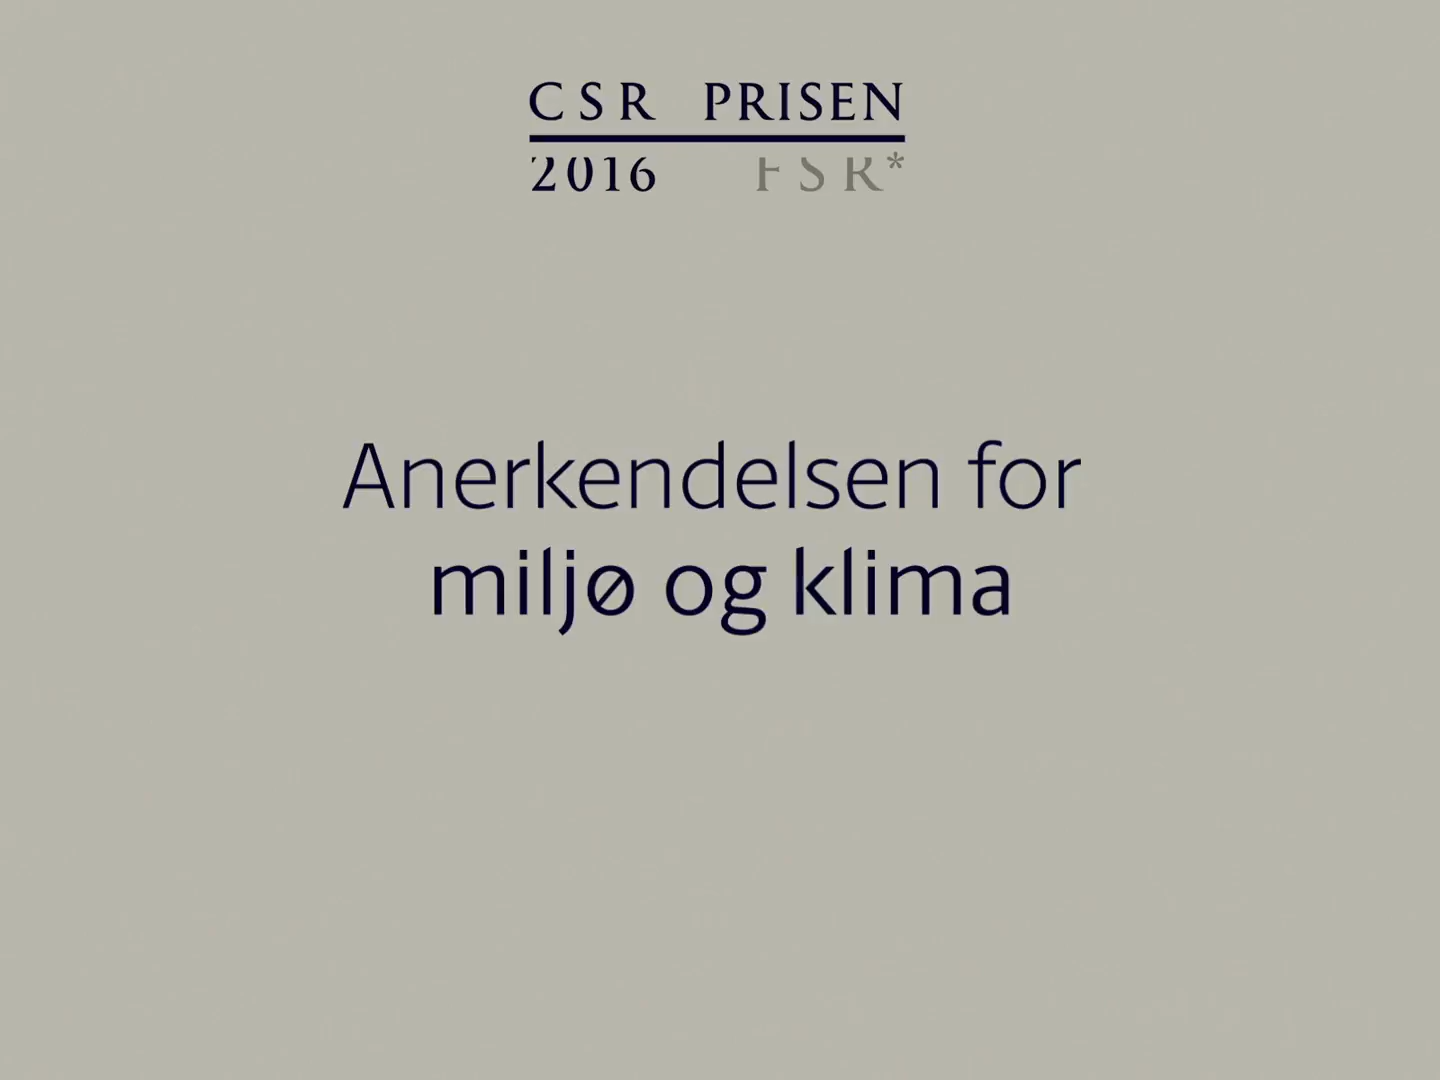 CSR PRISEN
2016 FSR*
Anerkendelsen for
miljø og klima